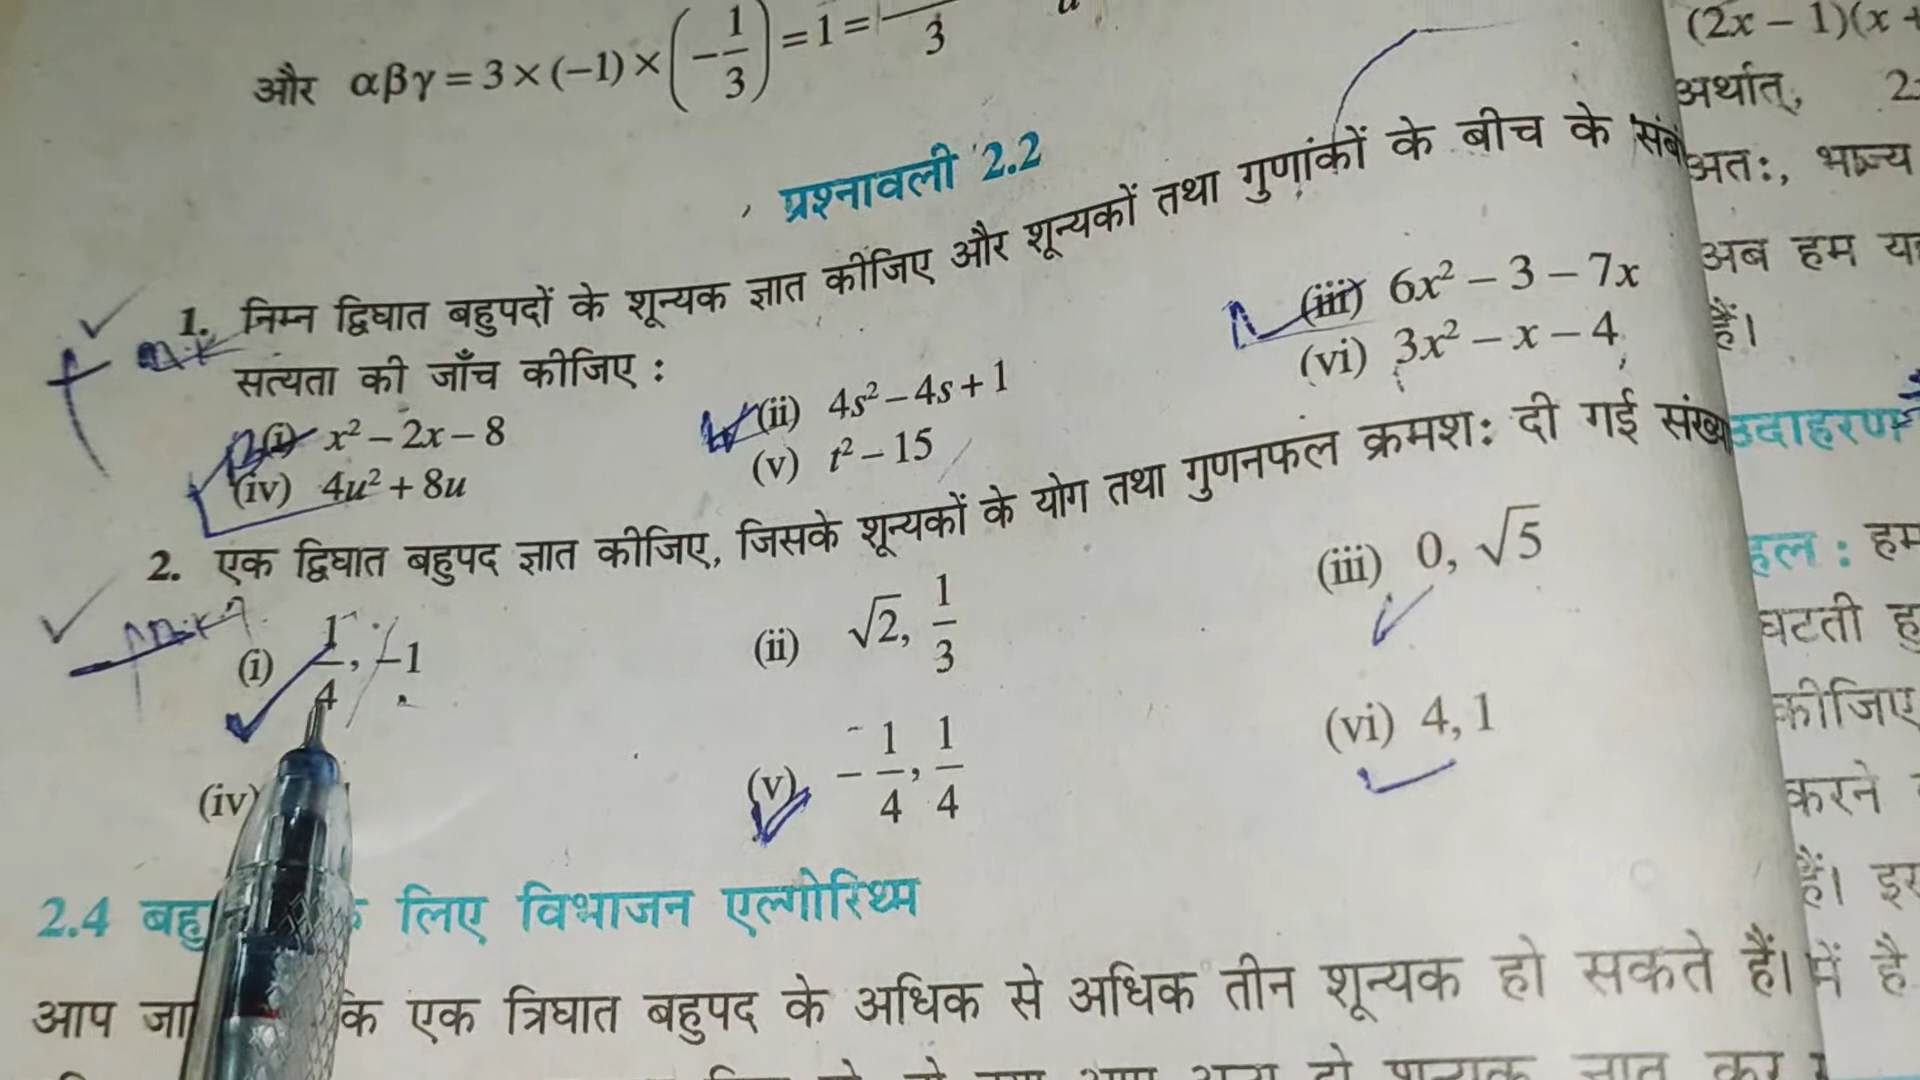 और αβγ = 3 × (−1) × (−1/3) = 1 = 3
प्रश्नावली 2.2
1. निम्न द्विघात बहुपदों के शून्यक ज्ञात कीजिए और शून्यकों तथा गुणांकों के बीच के संबं
सत्यता की जाँच कीजिए :
(i) x² − 2x − 8 (ii) 4s² − 4s + 1 (iii) 6x² − 3 − 7x
(iv) 4u² + 8u (v) t² − 15 (vi) 3x² − x − 4
2. एक द्विघात बहुपद ज्ञात कीजिए, जिसके शून्यकों के योग तथा गुणनफल क्रमश: दी गई
(i) 1/4, −1 (ii) √2, 1/3 (iii) 0, √5
(iv) (v) −1/4, 1/4 (vi) 4, 1
2.4 लिए विभाजन एल्गोरिथ्म
आप एक त्रिघात बहुपद के अधिक से अधिक तीन शून्यक हो सकते हैं।
(2x − 1)(x +
अर्थात्, 2
अत:, भाज्य
अब हम
हैं।
उदाहरण
हल : हम
घटती
कीजिए
करने
हैं। इस
में है